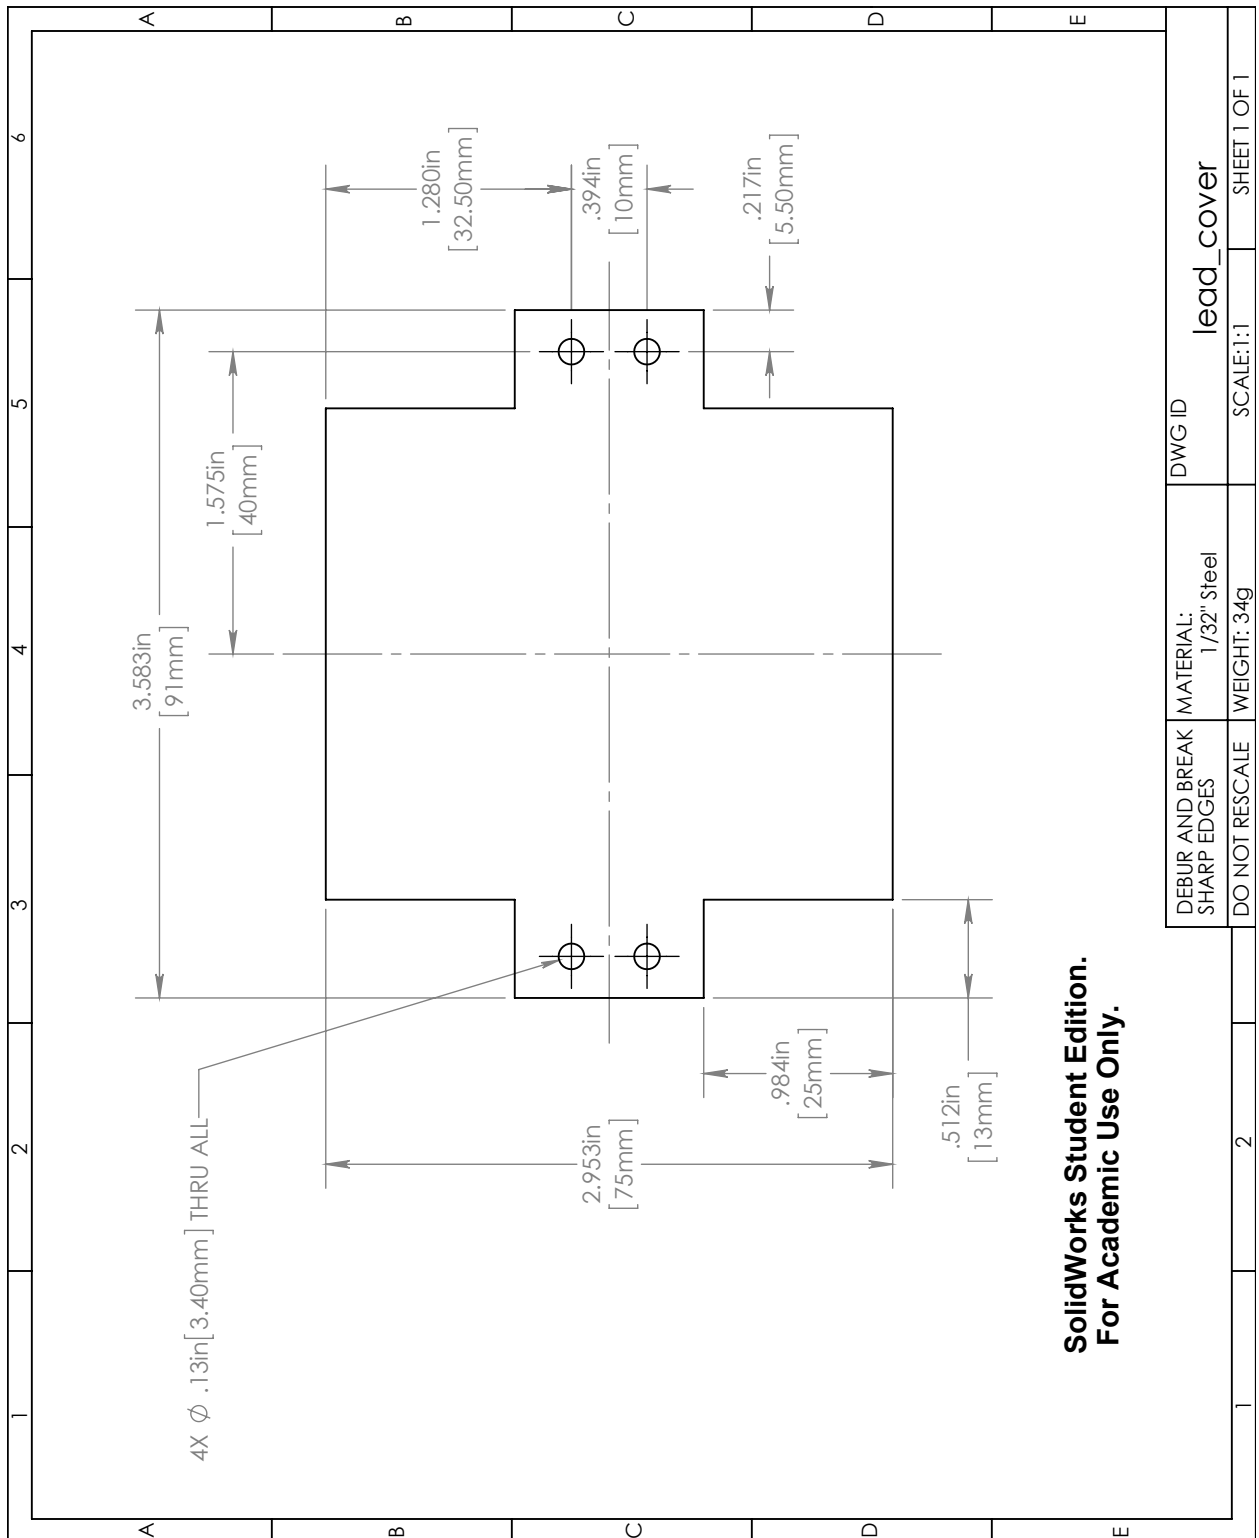 1
2
3
4
5
6
A
B
C
D
E
4X Ø .13in[ 3.40mm ] THRU ALL
3.583in
[ 91mm ]
1.575in
[ 40mm ]
1.280in
[ 32.50mm ]
.394in
[ 10mm ]
.217in
[ 5.50mm ]
2.953in
[ 75mm ]
.984in
[ 25mm ]
.512in
[ 13mm ]
SolidWorks Student Edition.
For Academic Use Only.
DEBUR AND BREAK
SHARP EDGES
MATERIAL:
1/32" Steel
DWG ID
lead_cover
DO NOT RESCALE
WEIGHT: 34g
SCALE:1:1
SHEET 1 OF 1
A
B
C
D
E
1
2